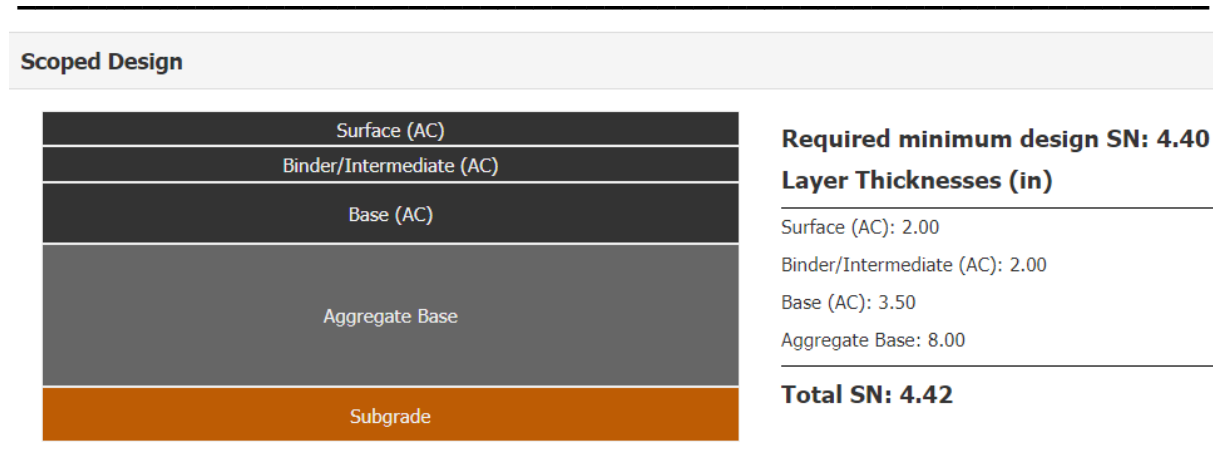 Scoped Design
Surface (AC)
Binder/Intermediate (AC)
Base (AC)
Aggregate Base
Subgrade
Required minimum design SN: 4.40
Layer Thicknesses (in)
Surface (AC): 2.00
Binder/Intermediate (AC): 2.00
Base (AC): 3.50
Aggregate Base: 8.00
Total SN: 4.42